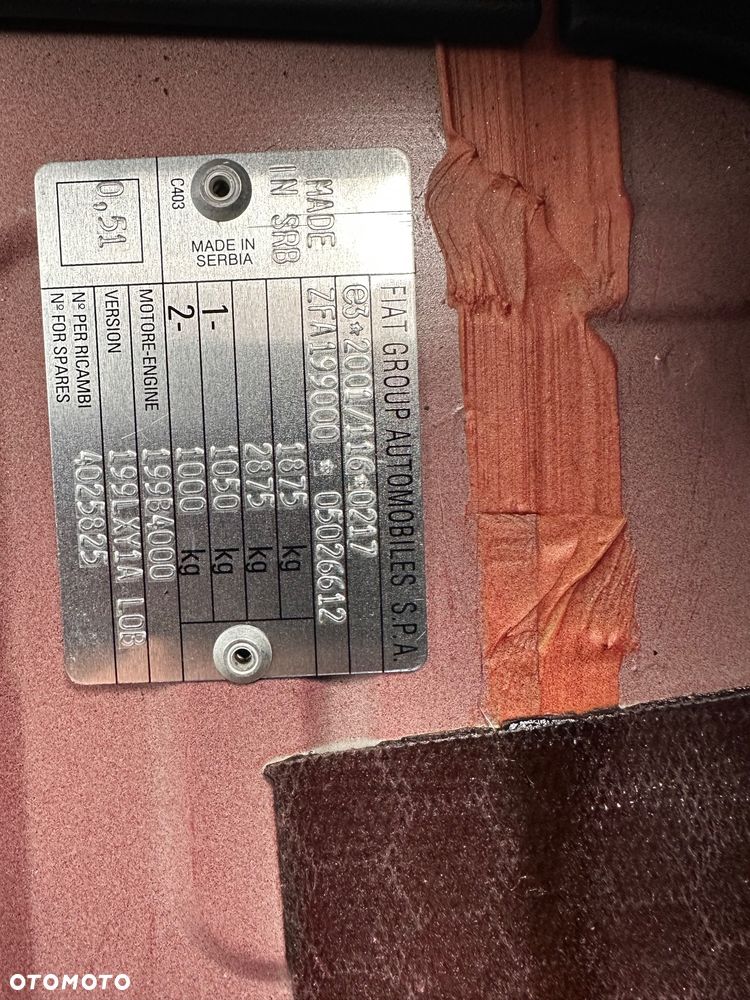 FIAT GROUP AUTOMOBILES S.P.A.
e3*2001/116*0217
ZFA199000 * 05026612
1875 kg
2875 kg
1- 1050 kg
2- 1000 kg
MOTORE-ENGINE 199B4000
VERSION 199LXY1A LOB
Nº PER RICAMBI
Nº FOR SPARES 4025825
MADE
IN SRB
MADE IN
SERBIA
C403
0,51
OTOMOTO